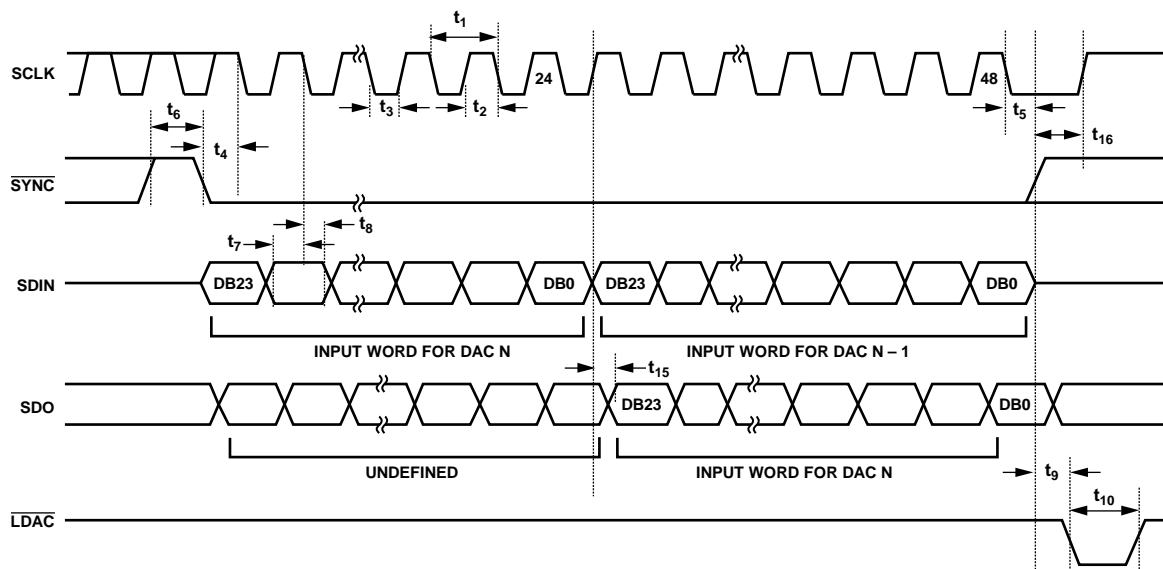 t1
SCLK
24
48
t3
t2
t5
t6
t4
t16
SYNC
t8
t7
SDIN
DB23
DB0
DB23
DB0
INPUT WORD FOR DAC N
INPUT WORD FOR DAC N – 1
t15
SDO
DB23
DB0
UNDEFINED
INPUT WORD FOR DAC N
t9
t10
LDAC